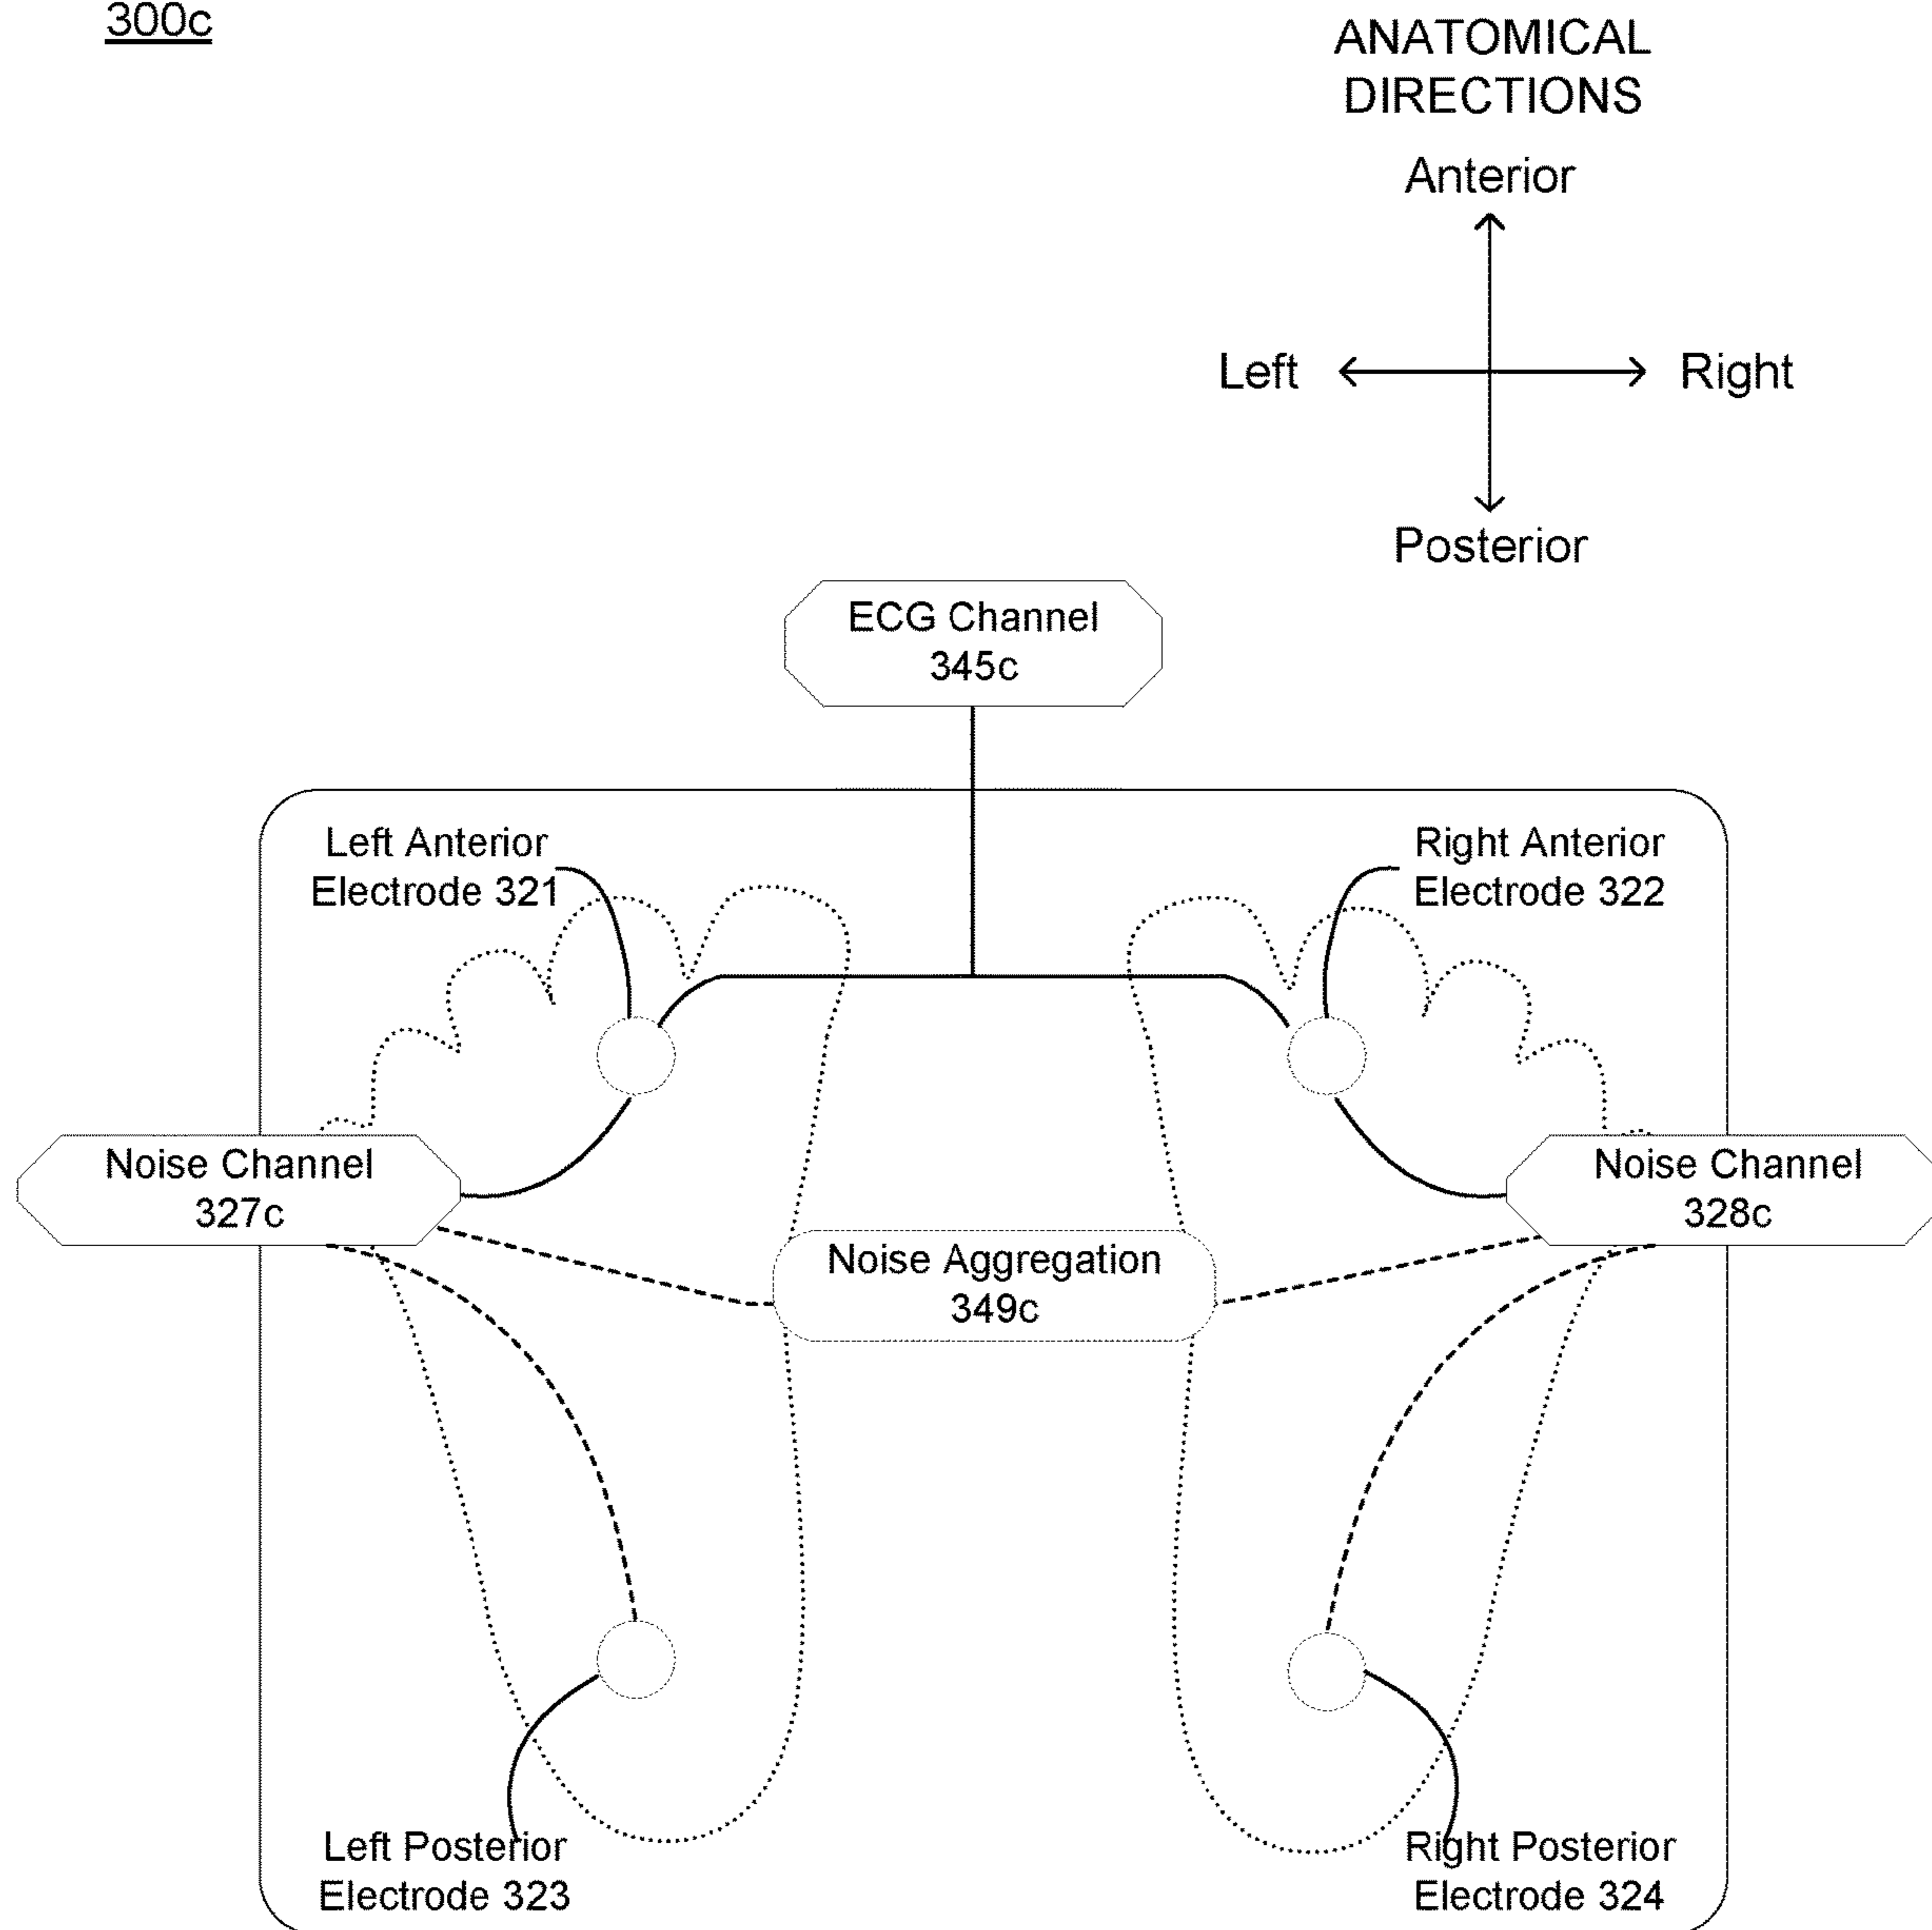 300c
ANATOMICAL
DIRECTIONS
Anterior
Left
Right
Posterior
ECG Channel
345c
Left Anterior
Electrode 321
Right Anterior
Electrode 322
Noise Channel
327c
Noise Channel
328c
Noise Aggregation
349c
Left Posterior
Electrode 323
Right Posterior
Electrode 324